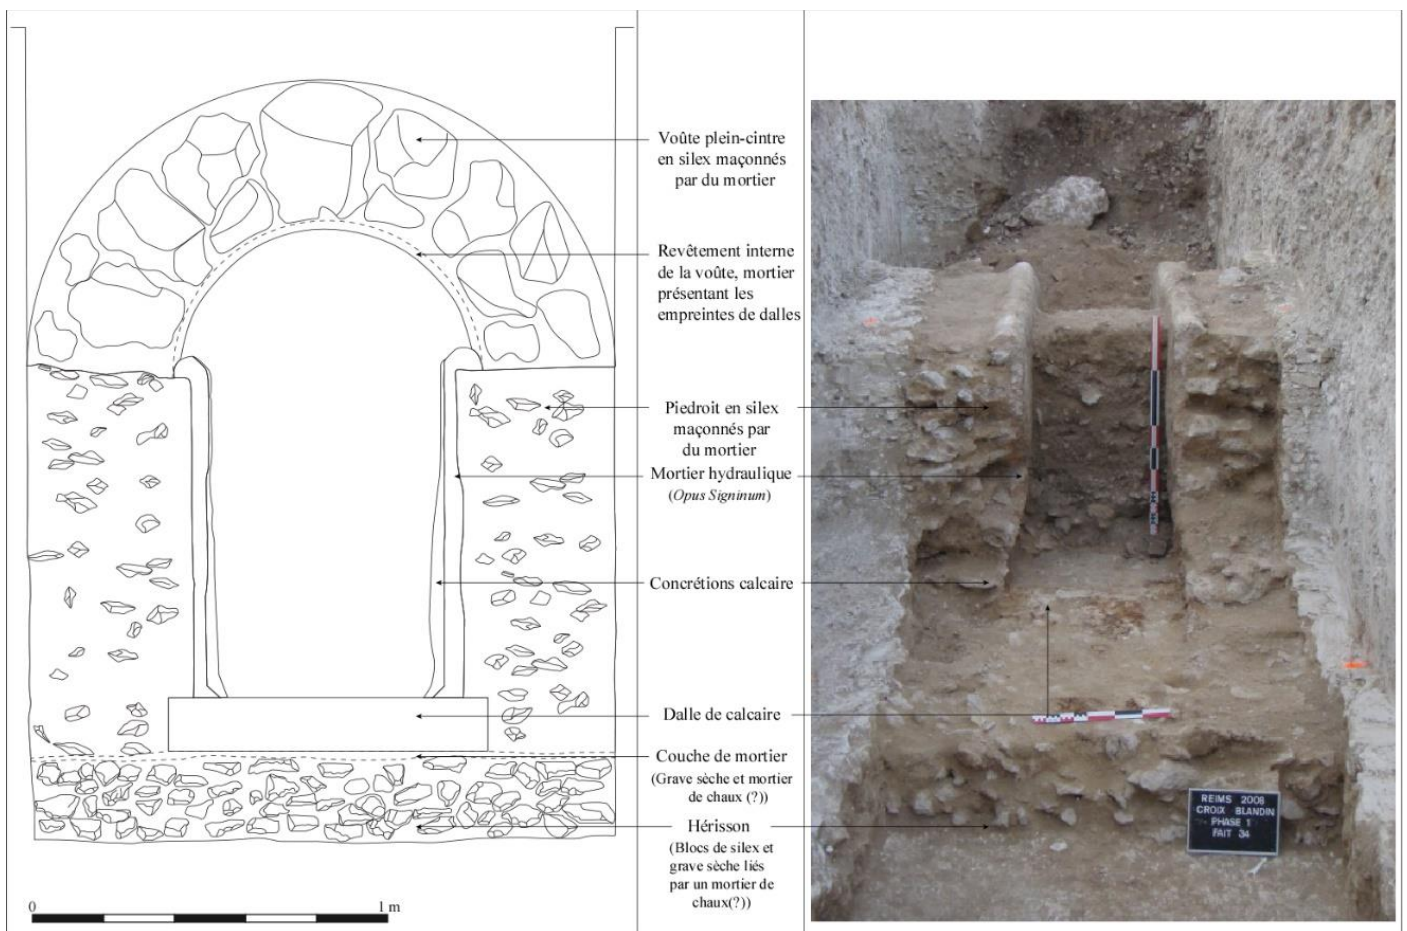 Voûte plein-cintre
en silex maçonnés
par du mortier
Revêtement interne
de la voûte, mortier
présentant les
empreintes de dalles
Piedroit en silex
maçonnés par
du mortier
Mortier hydraulique
(Opus Signinum)
Concrétions calcaire
Dalle de calcaire
Couche de mortier
(Grave sèche et mortier
de chaux (?))
Hérisson
(Blocs de silex et
grave sèche liés
par un mortier de
chaux(?))
0 1 m
REIMS 2008
CROIX BLANDIN
PHASE 1
FAIT 34